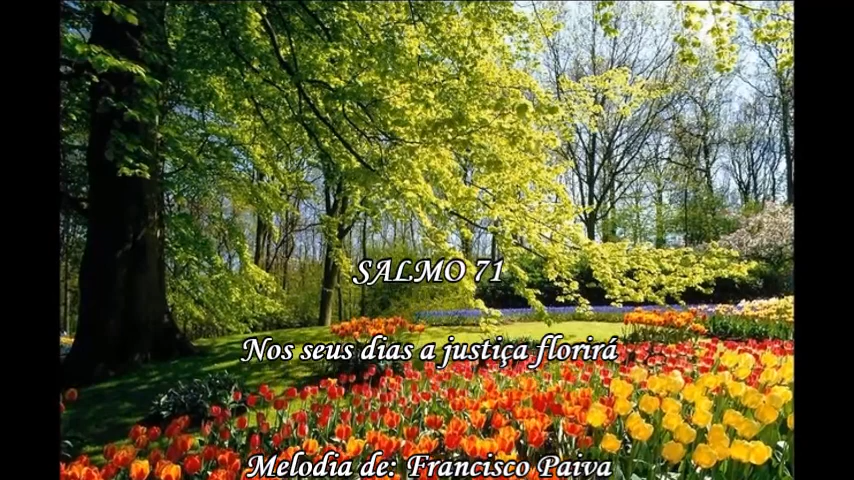 SALMO 71
Nos seus dias a justiça florirá
Melodia de: Francisco Paiva